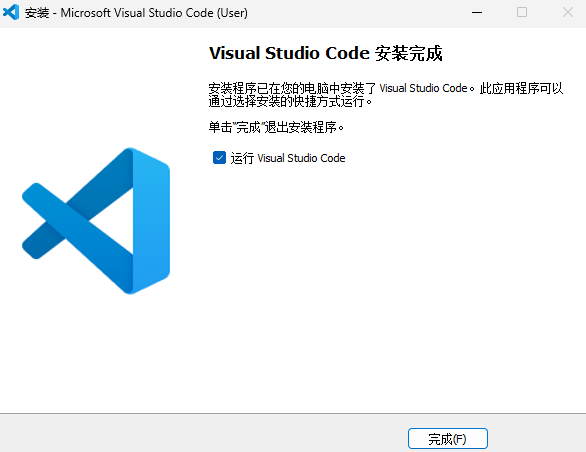 安装 - Microsoft Visual Studio Code (User)
Visual Studio Code 安装完成
安装程序已在您的电脑中安装了 Visual Studio Code。此应用程序可以
通过选择安装的快捷方式运行。
单击“完成”退出安装程序。
运行 Visual Studio Code
完成(F)